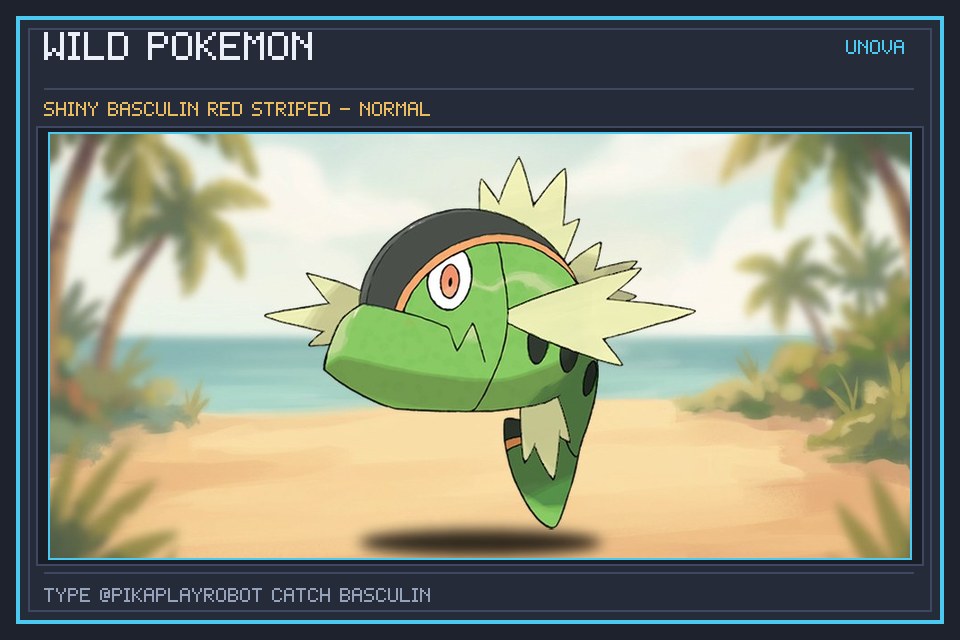 WILD POKEMON
UNOVA
SHINY BASCULIN RED STRIPED - NORMAL
TYPE @PIKAPLAYROBOT CATCH BASCULIN